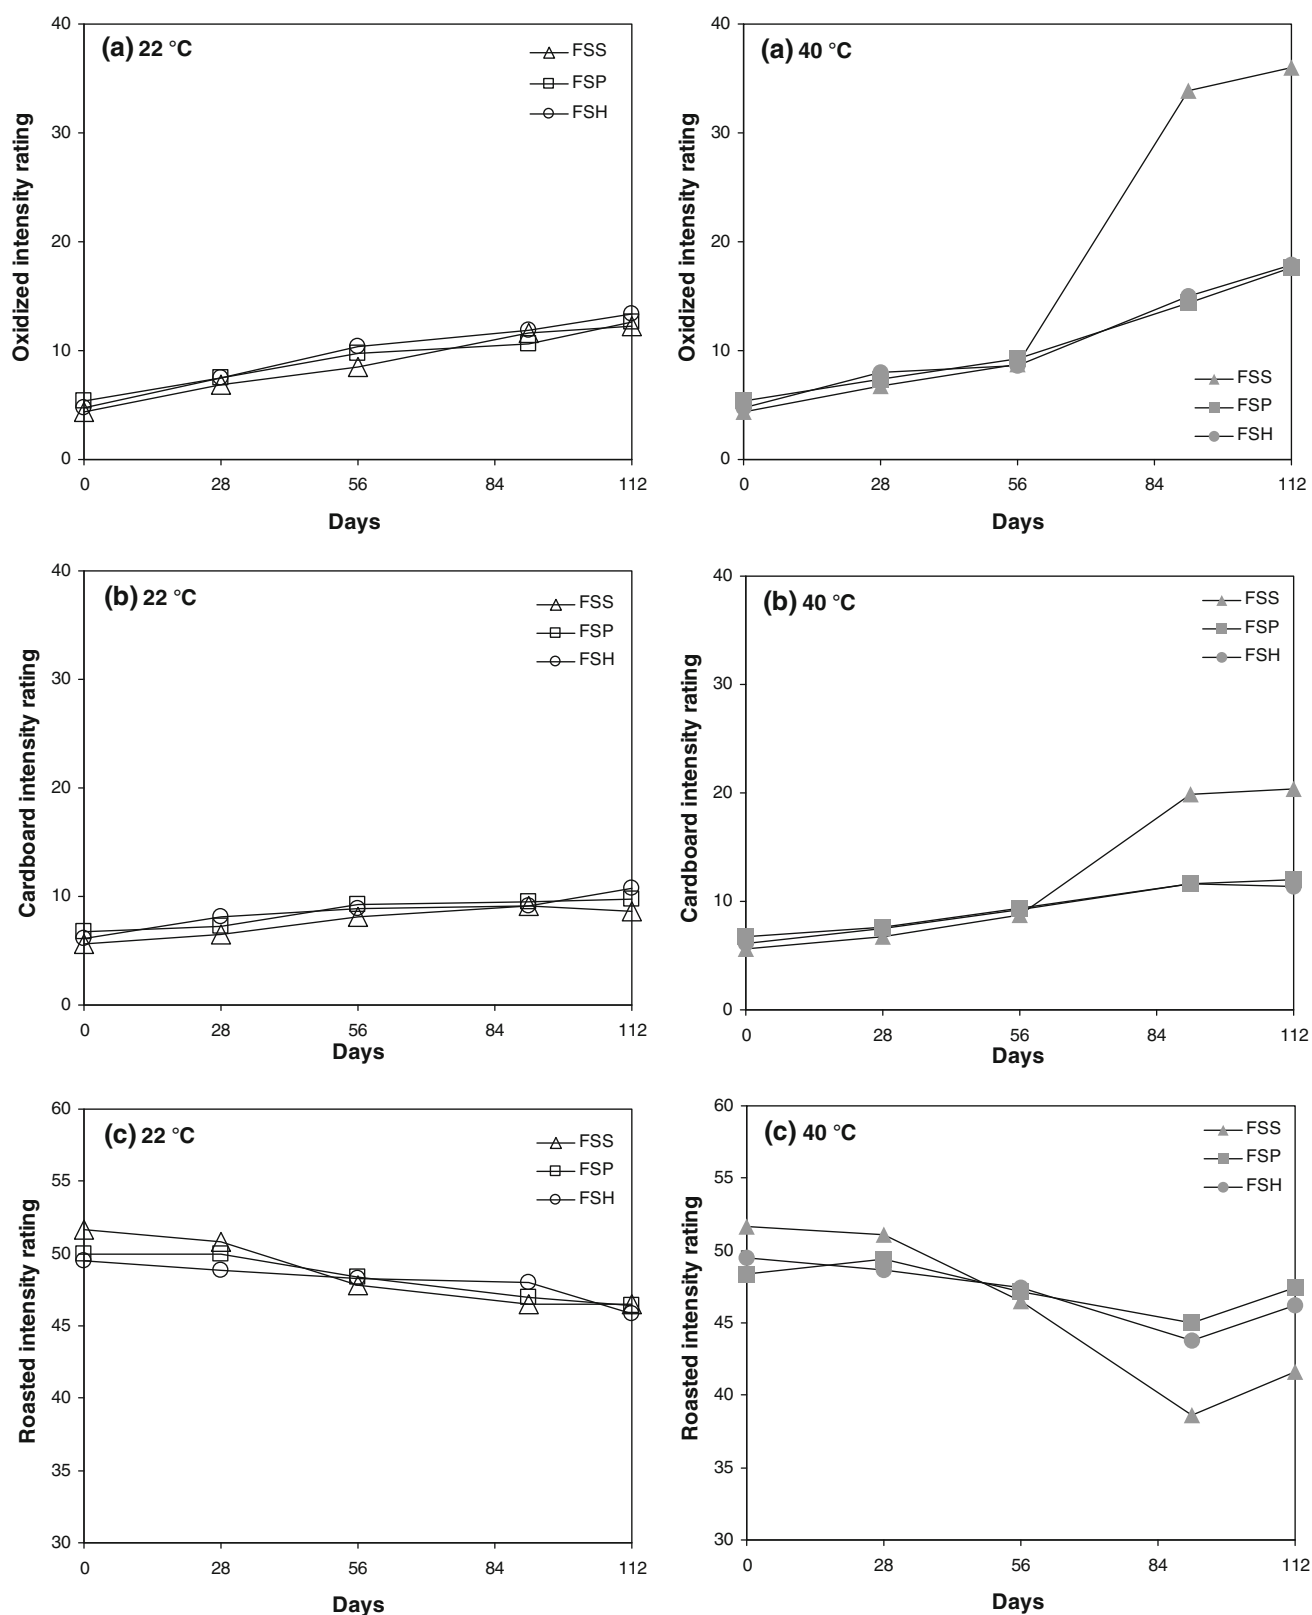 (a) 22 °C
FSS
FSP
FSH
40
30
20
10
0
Oxidized intensity rating
0 28 56 84 112
Days
(a) 40 °C
40
30
20
10
0
Oxidized intensity rating
FSS
FSP
FSH
0 28 56 84 112
Days
(b) 22 °C
FSS
FSP
FSH
40
30
20
10
0
Cardboard intensity rating
0 28 56 84 112
Days
(b) 40 °C
FSS
FSP
FSH
40
30
20
10
0
Cardboard intensity rating
0 28 56 84 112
Days
(c) 22 °C
FSS
FSP
FSH
60
55
50
45
40
35
30
Roasted intensity rating
0 28 56 84 112
Days
(c) 40 °C
FSS
FSP
FSH
60
55
50
45
40
35
30
Roasted intensity rating
0 28 56 84 112
Days